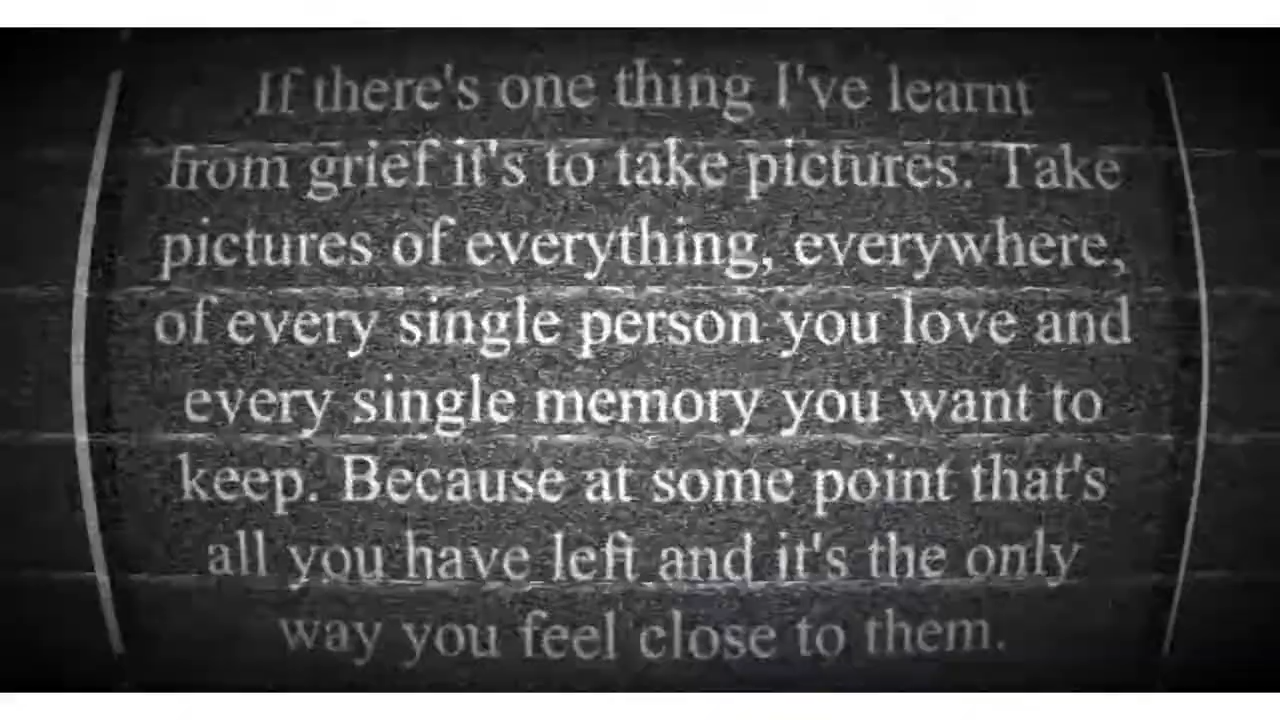 If there's one thing I've learnt
from grief it's to take pictures. Take
pictures of everything, everywhere,
of every single person you love and
every single memory you want to
keep. Because at some point that's
all you have left and it's the only
way you feel close to them.